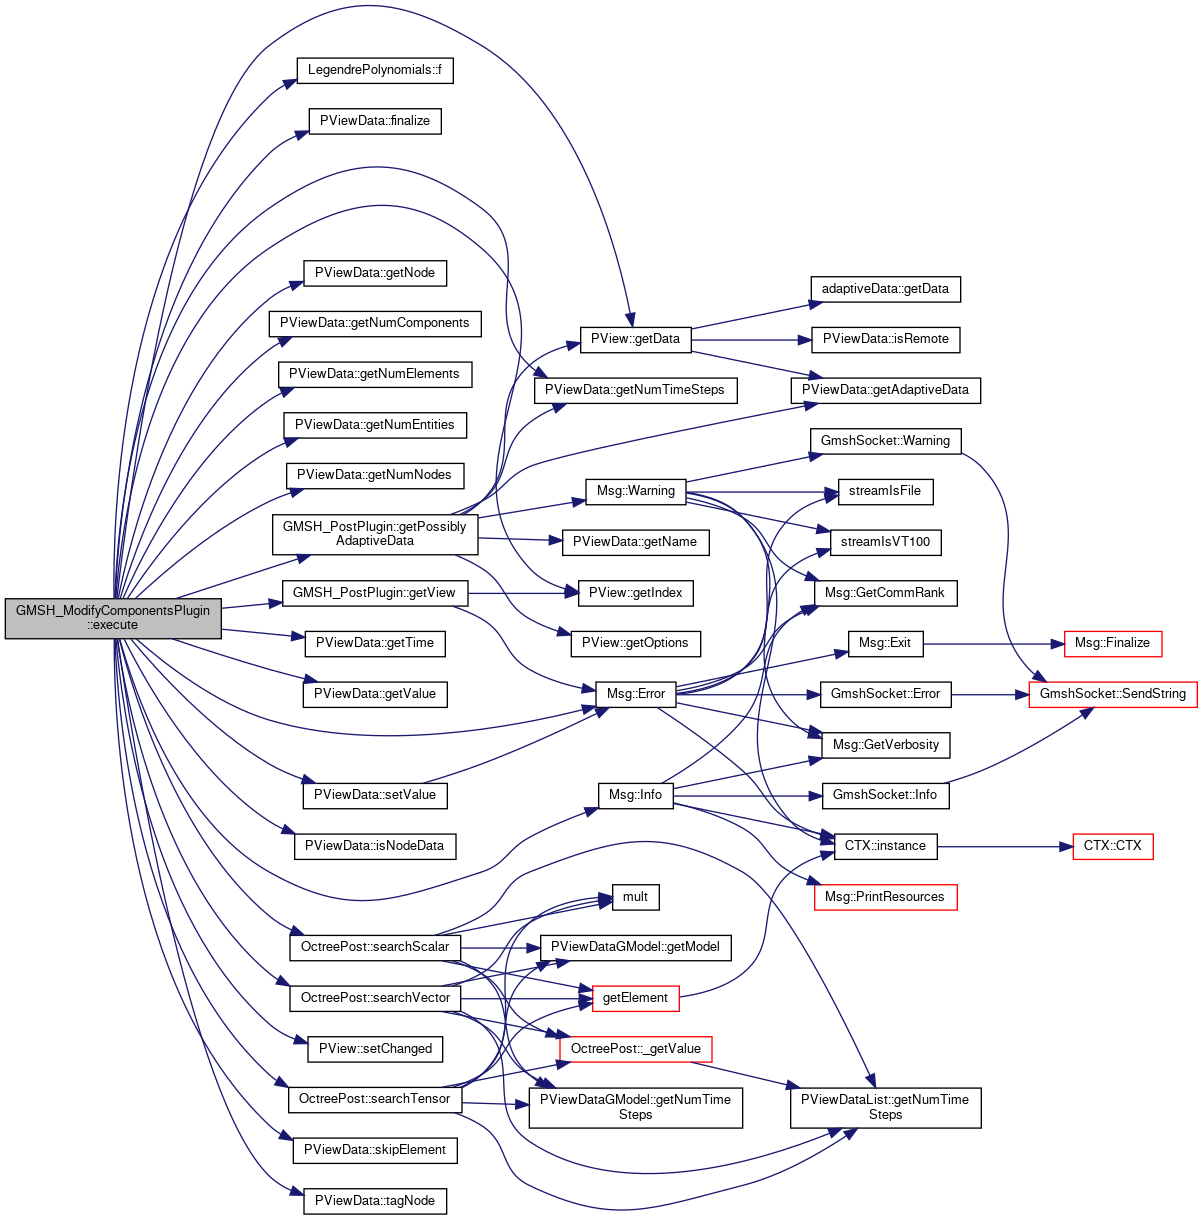 GMSH_ModifyComponentsPlugin
::execute
LegendrePolynomials::f
PViewData::finalize
PViewData::getNode
PViewData::getNumComponents
PViewData::getNumElements
PViewData::getNumEntities
PViewData::getNumNodes
GMSH_PostPlugin::getPossibly
AdaptiveData
GMSH_PostPlugin::getView
PViewData::getTime
PViewData::getValue
PViewData::setValue
PViewData::isNodeData
OctreePost::searchScalar
OctreePost::searchVector
PView::setChanged
OctreePost::searchTensor
PViewData::skipElement
PViewData::tagNode
PView::getData
PViewData::getNumTimeSteps
Msg::Warning
PViewData::getName
PView::getIndex
PView::getOptions
Msg::Error
Msg::Info
mult
PViewDataGModel::getModel
getElement
OctreePost::_getValue
PViewDataGModel::getNumTime
Steps
adaptiveData::getData
PViewData::isRemote
PViewData::getAdaptiveData
GmshSocket::Warning
streamIsFile
streamIsVT100
Msg::GetCommRank
Msg::Exit
GmshSocket::Error
Msg::GetVerbosity
GmshSocket::Info
CTX::instance
Msg::PrintResources
PViewDataList::getNumTime
Steps
Msg::Finalize
GmshSocket::SendString
CTX::CTX